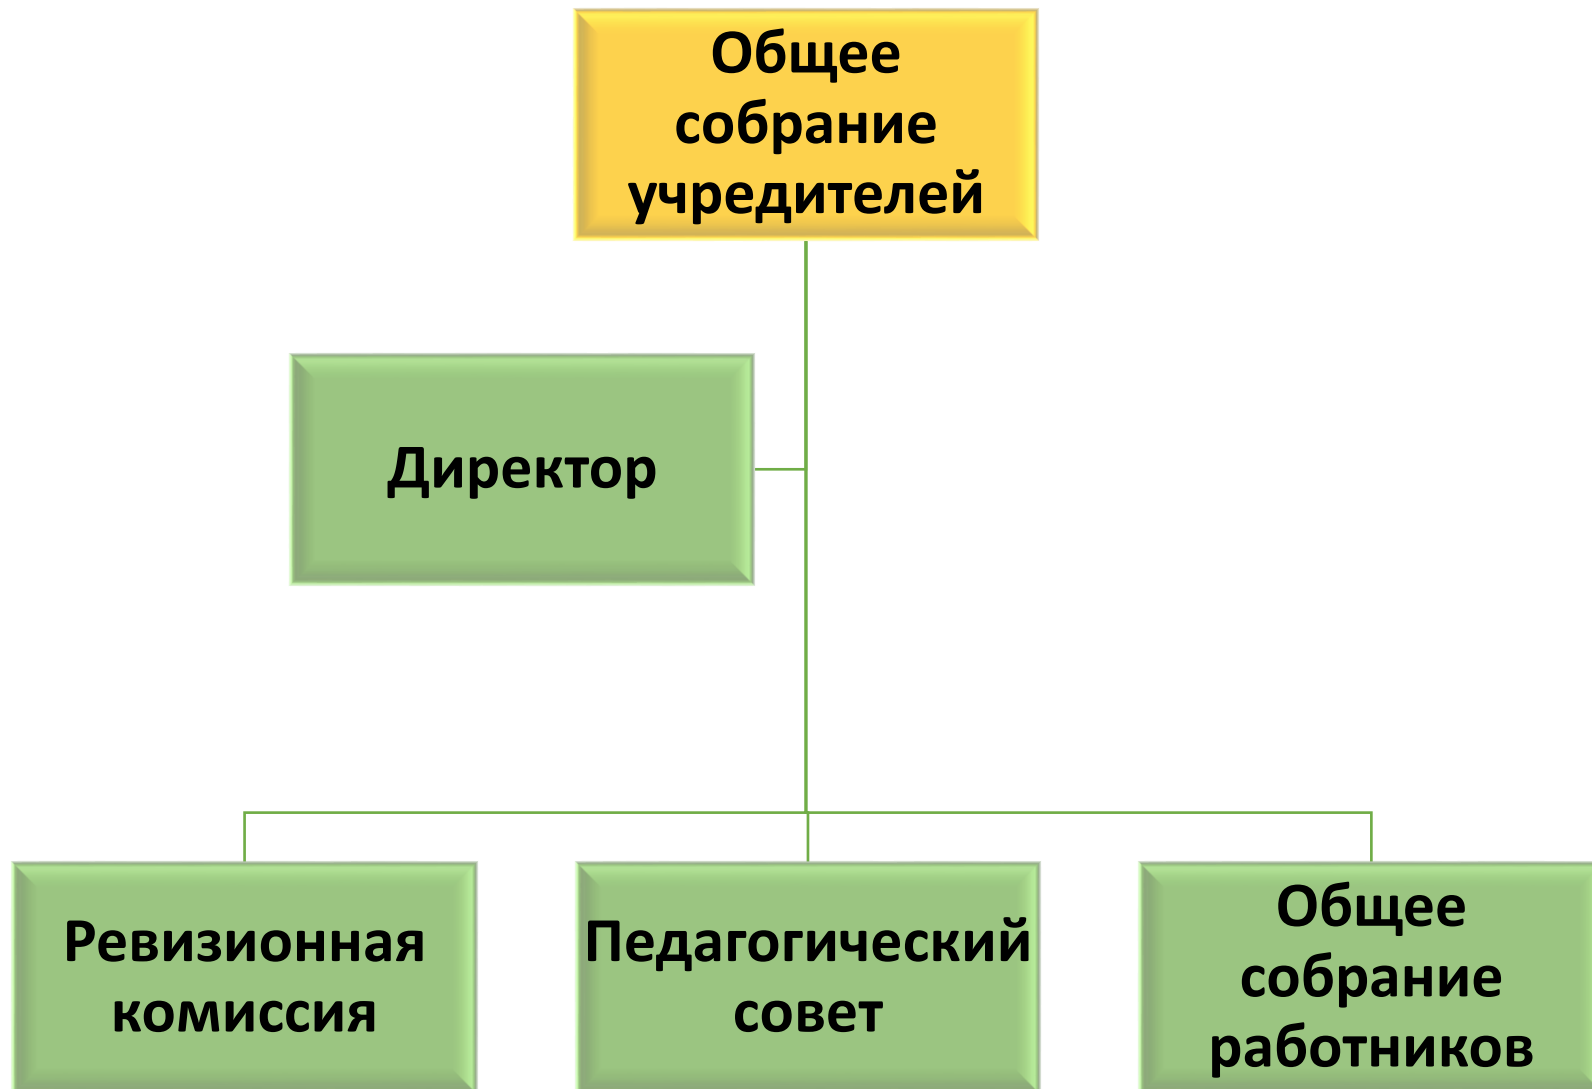 Общее
собрание
учредителей
Директор
Ревизионная
комиссия
Педагогический
совет
Общее
собрание
работников